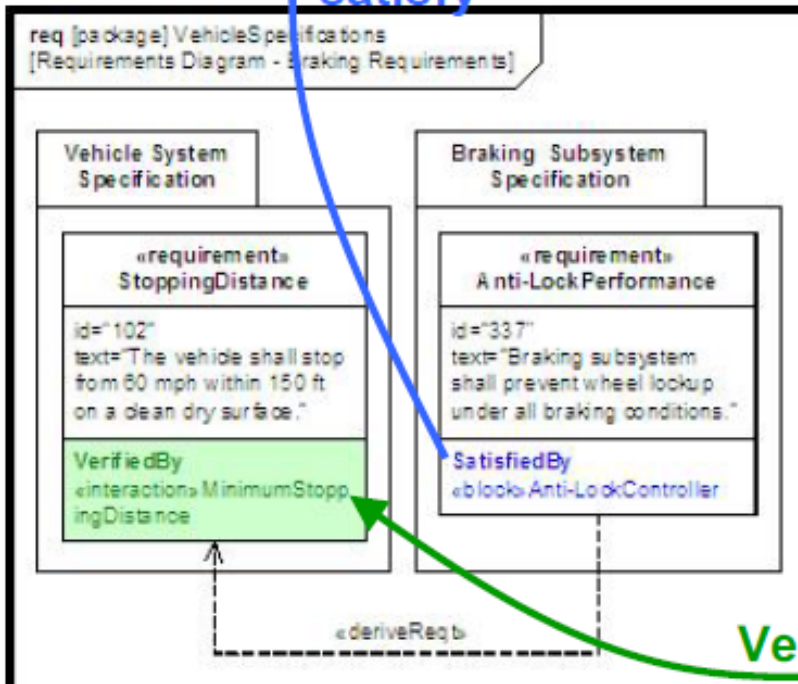 satisfy
req [package] VehicleSpecifications
[Requirements Diagram - Braking Requirements]
Vehicle System
Specification
«requirement»
StoppingDistance
id="102"
text="The vehicle shall stop
from 60 mph within 150 ft
on a clean dry surface."
VerifiedBy
«interaction» MinimumStopp
ingDistance
Braking Subsystem
Specification
«requirement»
Anti-LockPerformance
id="337"
text="Braking subsystem
shall prevent wheel lockup
under all braking conditions."
SatisfiedBy
«block» Anti-LockController
«deriveReqt»
Ve